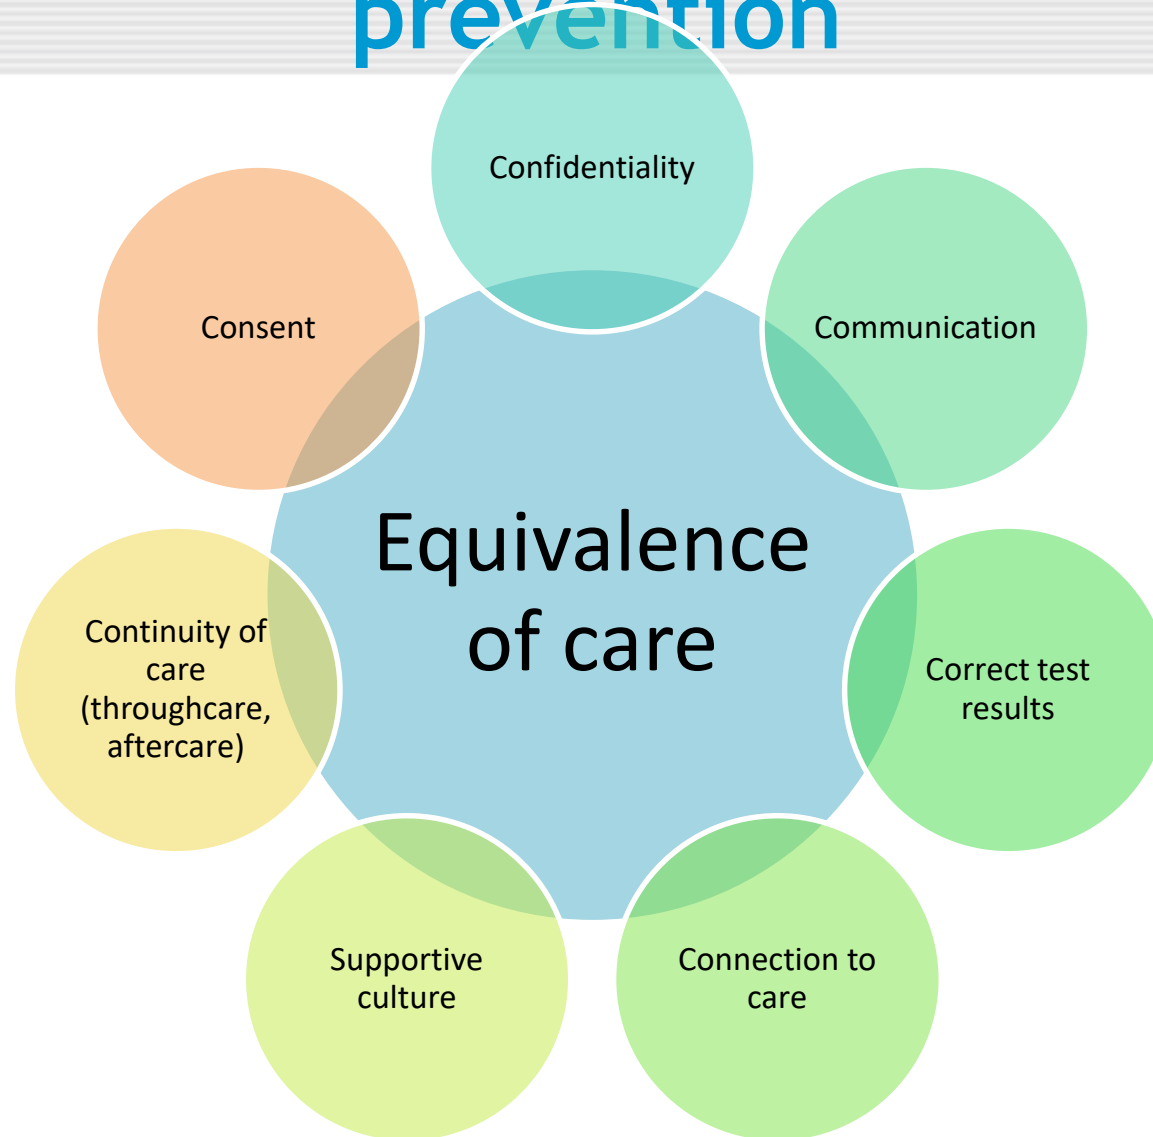 prevention
Confidentiality
Communication
Correct test
results
Connection to
care
Supportive
culture
Continuity of
care
(throughcare,
aftercare)
Consent
Equivalence
of care